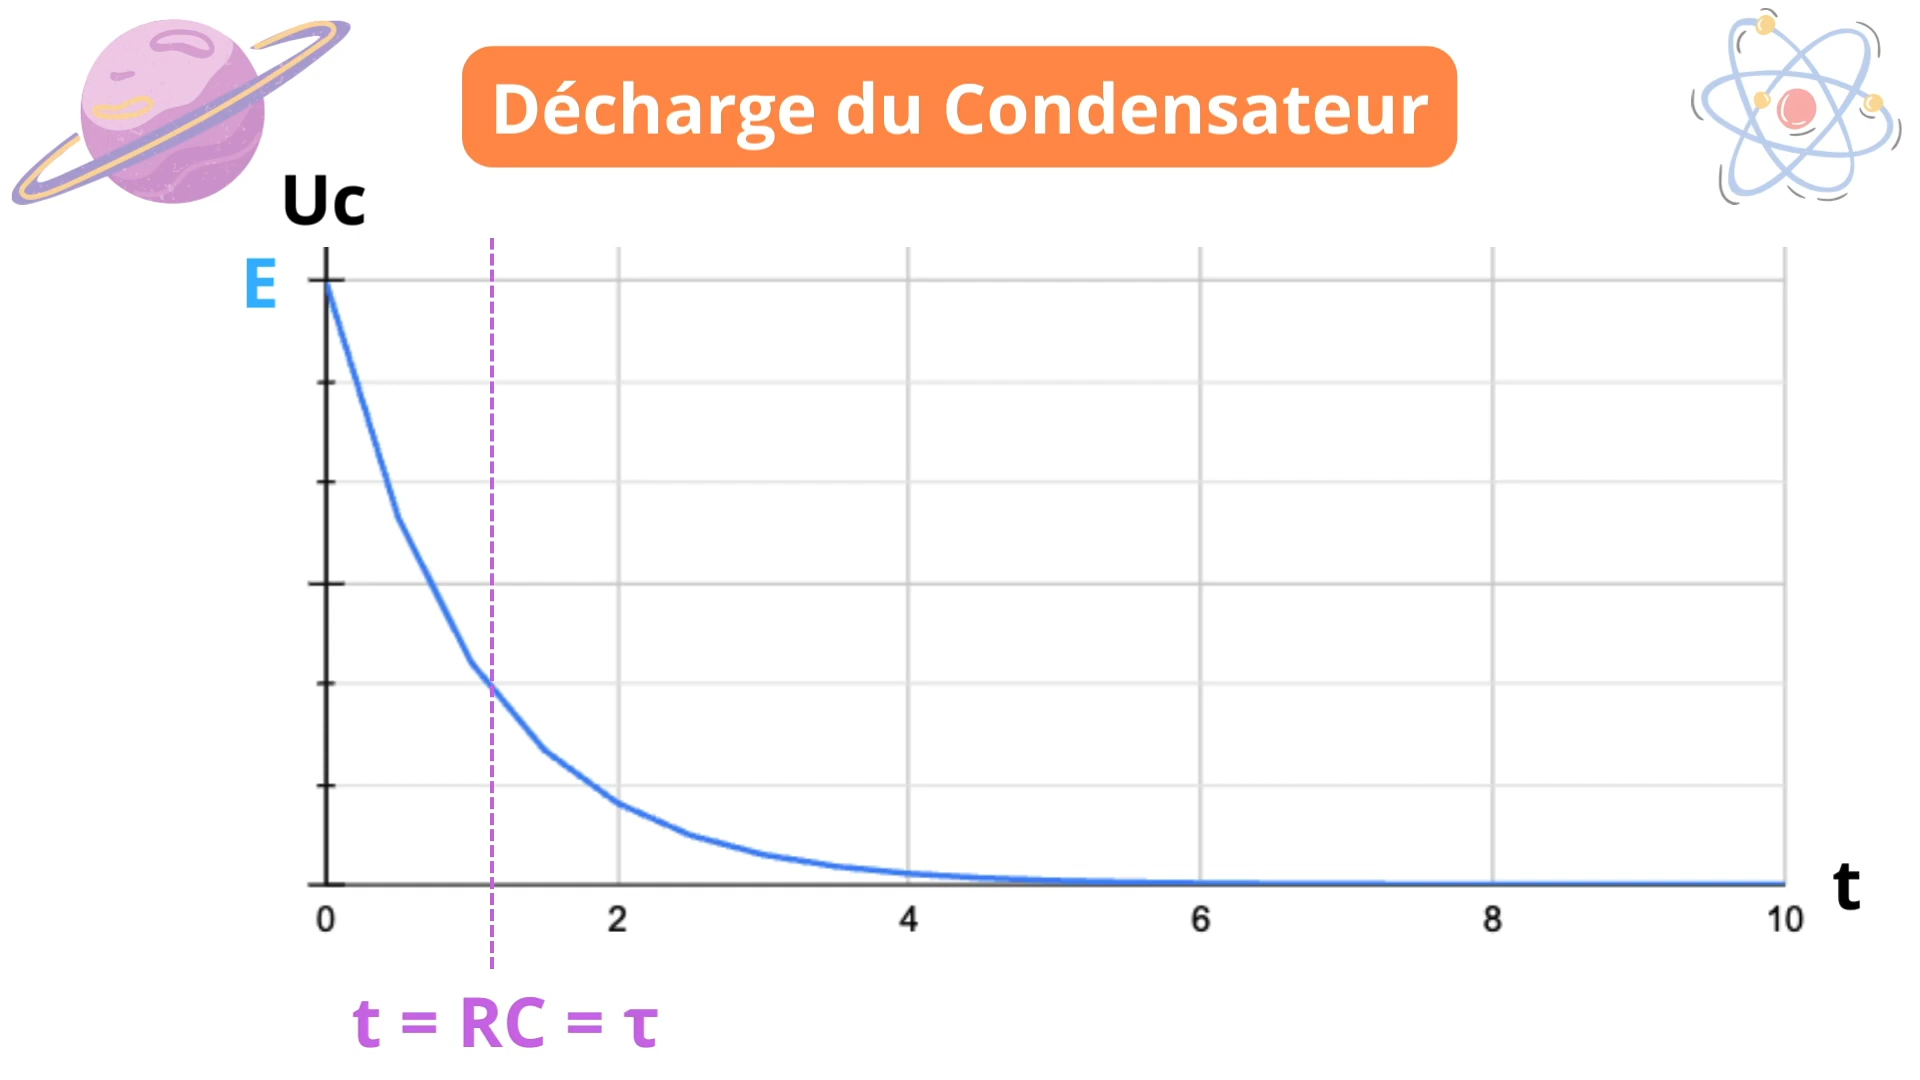 Décharge du Condensateur
Uc
E
t
0 2 4 6 8 10
t = RC = τ